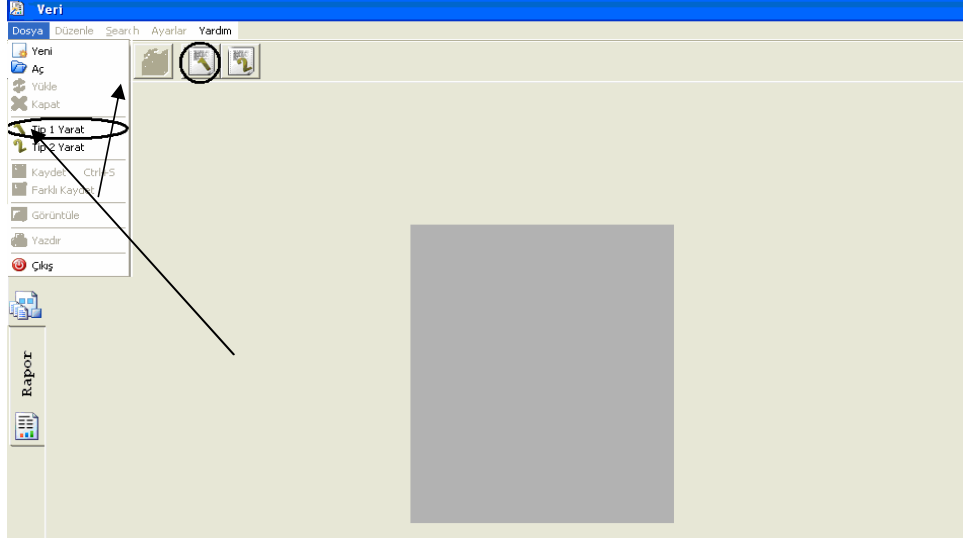 Veri
Dosya Düzenle Search Ayarlar Yardım
Yeni
Aç
Yükle
Kapat
Tip 1 Yarat
Tip 2 Yarat
Kaydet Ctrl+S
Farklı Kaydet
Görüntüle
Yazdır
Çıkış
Rapor